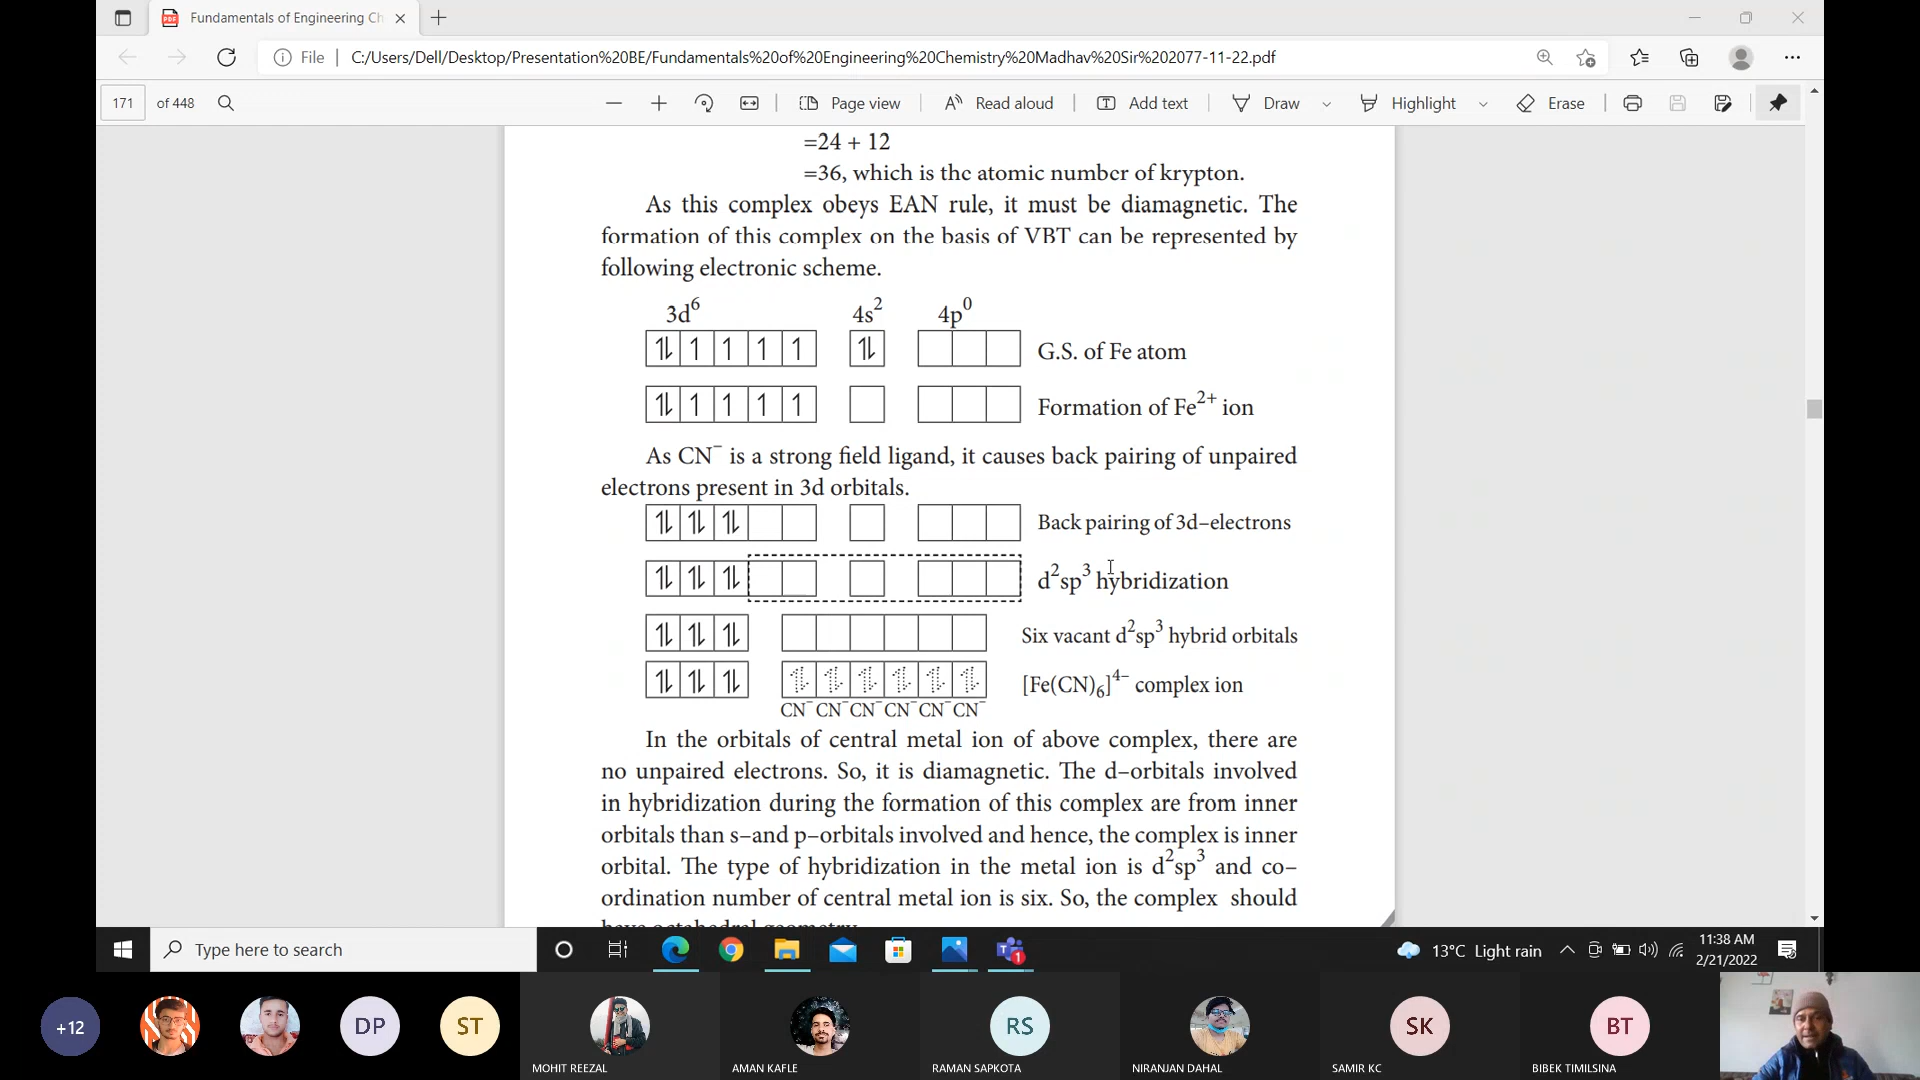 Fundamentals of Engineering Ch
File
C:/Users/Dell/Desktop/Presentation%20BE/Fundamentals%20of%20Engineering%20Chemistry%20Madhav%20Sir%202077-11-22.pdf
171 of 448
Page view
Read aloud
Add text
Draw
Highlight
Erase
=24 + 12
=36, which is the atomic number of krypton.
As this complex obeys EAN rule, it must be diamagnetic. The
formation of this complex on the basis of VBT can be represented by
following electronic scheme.
3d⁶ 4s² 4p⁰
⥮ ↿ ↿ ↿ ↿ ⥮ G.S. of Fe atom
⥮ ↿ ↿ ↿ ↿ Formation of Fe²⁺ ion
As CN⁻ is a strong field ligand, it causes back pairing of unpaired
electrons present in 3d orbitals.
⥮ ⥮ ⥮ Back pairing of 3d–electrons
⥮ ⥮ ⥮ d²sp³ hybridization
⥮ ⥮ ⥮ Six vacant d²sp³ hybrid orbitals
⥮ ⥮ ⥮ ⥮ ⥮ ⥮ ⥮ ⥮ ⥮ [Fe(CN)₆]⁴⁻ complex ion
CN⁻ CN⁻ CN⁻ CN⁻ CN⁻ CN⁻
In the orbitals of central metal ion of above complex, there are
no unpaired electrons. So, it is diamagnetic. The d–orbitals involved
in hybridization during the formation of this complex are from inner
orbitals than s–and p–orbitals involved and hence, the complex is inner
orbital. The type of hybridization in the metal ion is d²sp³ and co–
ordination number of central metal ion is six. So, the complex should
have octahedral geometry.
Type here to search
1
13°C Light rain
11:38 AM
2/21/2022
+12
DP
ST
MOHIT REEZAL
AMAN KAFLE
RS
RAMAN SAPKOTA
NIRANJAN DAHAL
SK
SAMIR KC
BT
BIBEK TIMILSINA